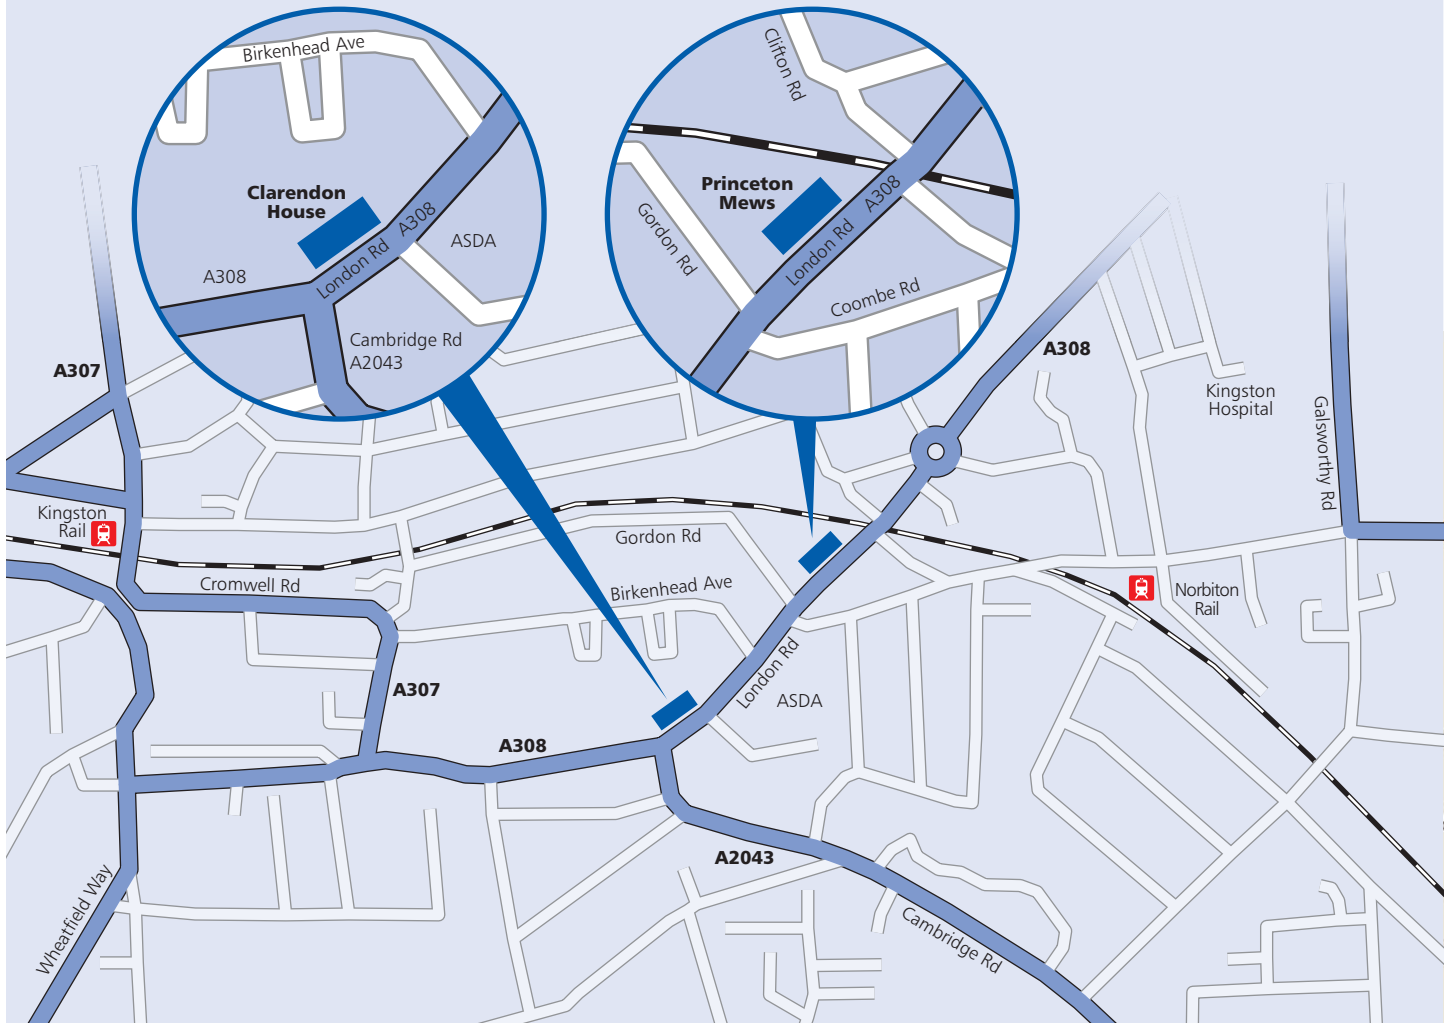 Birkenhead Ave
Clarendon
House
London Rd
A308
ASDA
A308
Cambridge Rd
A2043
Clifton Rd
Princeton
Mews
Gordon Rd
London Rd
A308
Coombe Rd
A307
A308
Kingston
Hospital
Galsworthy Rd
Kingston
Rail
Gordon Rd
Cromwell Rd
Birkenhead Ave
Norbiton
Rail
London Rd
ASDA
A307
A308
A2043
Wheatfield Way
Cambridge Rd